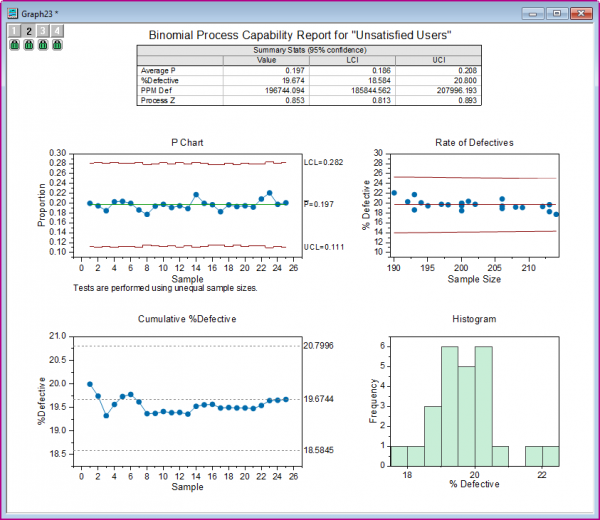 Graph23 *
1 2 3 4
Binomial Process Capability Report for "Unsatisfied Users"
Summary Stats (95% confidence)
Value LCI UCI
Average P 0.197 0.186 0.208
%Defective 19.674 18.584 20.800
PPM Def 196744.094 185844.562 207996.193
Process Z 0.853 0.813 0.893
P Chart
0.30
0.28
0.26
0.24
0.22
0.20
0.18
0.16
0.14
0.12
0.10
Proportion
LCL=0.282
P̅=0.197
UCL=0.111
0 2 4 6 8 10 12 14 16 18 20 22 24 26
Sample
Tests are performed using unequal sample sizes.
Rate of Defectives
30
28
26
24
22
20
18
16
14
12
10
% Defective
190 195 200 205 210
Sample Size
Cumulative %Defective
21.0
20.5
20.0
19.5
19.0
18.5
%Defective
20.7996
19.6744
18.5845
0 2 4 6 8 10 12 14 16 18 20 22 24 26
Sample
Histogram
6
5
4
3
2
1
0
Frequency
18 20 22
% Defective